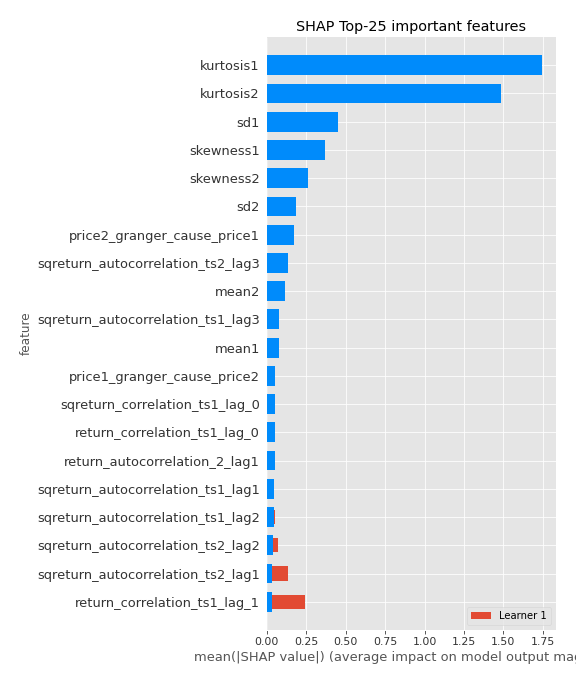 SHAP Top-25 important features
kurtosis1
kurtosis2
sd1
skewness1
skewness2
sd2
price2_granger_cause_price1
sqreturn_autocorrelation_ts2_lag3
mean2
sqreturn_autocorrelation_ts1_lag3
mean1
price1_granger_cause_price2
sqreturn_correlation_ts1_lag_0
return_correlation_ts1_lag_0
return_autocorrelation_2_lag1
sqreturn_autocorrelation_ts1_lag1
sqreturn_autocorrelation_ts1_lag2
sqreturn_autocorrelation_ts2_lag2
sqreturn_autocorrelation_ts2_lag1
return_correlation_ts1_lag_1
feature
Learner 1
0.00 0.25 0.50 0.75 1.00 1.25 1.50 1.75
mean(|SHAP value|) (average impact on model output mag